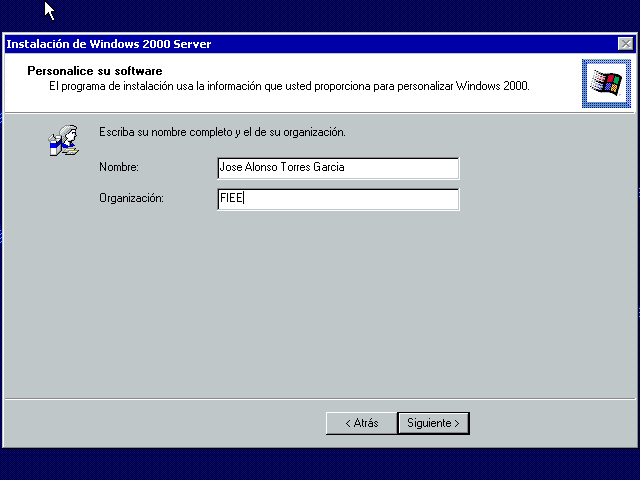 Instalación de Windows 2000 Server
Personalice su software
El programa de instalación usa la información que usted proporciona para personalizar Windows 2000.
Escriba su nombre completo y el de su organización.
Nombre: Jose Alonso Torres Garcia
Organización: FIEE
< Atrás Siguiente >